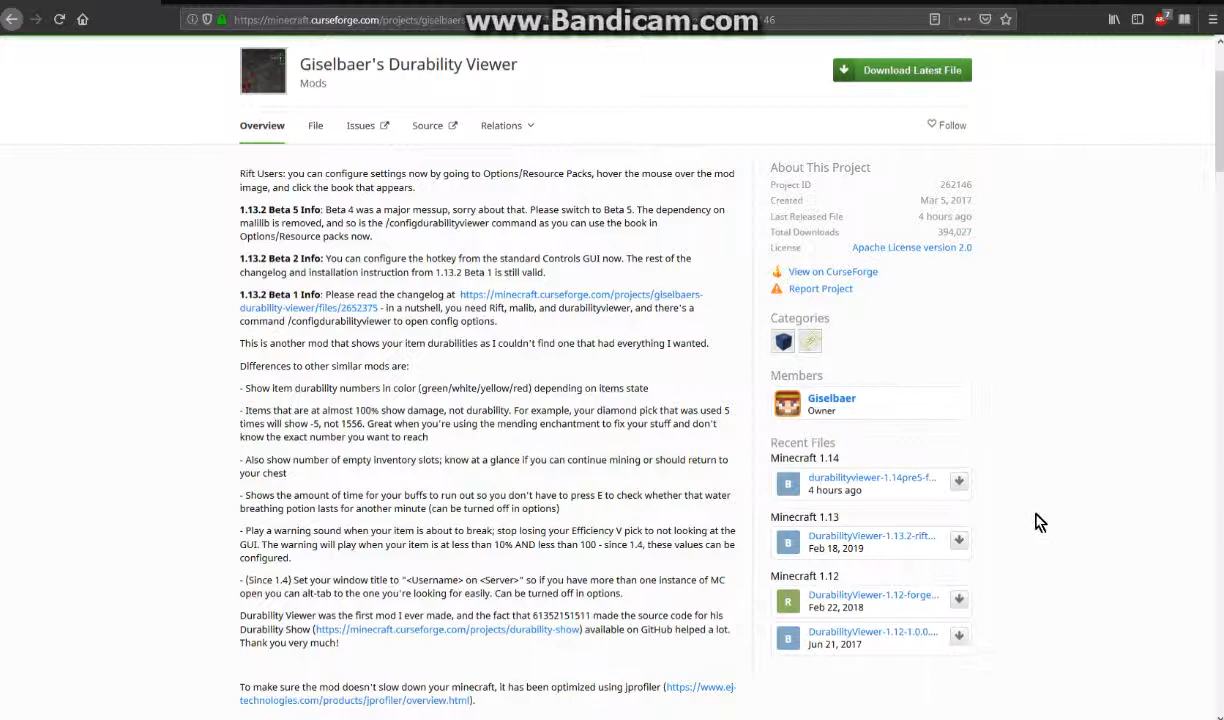 https://minecraft.curseforge.com/projects/giselbaers
46
www.Bandicam.com
7
Giselbaer's Durability Viewer
Mods
Download Latest File
Overview
File
Issues
Source
Relations
Follow
Rift Users: you can configure settings now by going to Options/Resource Packs, hover the mouse over the mod
image, and click the book that appears.
1.13.2 Beta 5 Info: Beta 4 was a major messup, sorry about that. Please switch to Beta 5. The dependency on
malilib is removed, and so is the /configdurabilityviewer command as you can use the book in
Options/Resource packs now.
1.13.2 Beta 2 Info: You can configure the hotkey from the standard Controls GUI now. The rest of the
changelog and installation instruction from 1.13.2 Beta 1 is still valid.
1.13.2 Beta 1 Info: Please read the changelog at https://minecraft.curseforge.com/projects/giselbaers-
durability-viewer/files/2652375 - in a nutshell, you need Rift, malib, and durabilityviewer, and there's a
command /configdurabilityviewer to open config options.
This is another mod that shows your item durabilities as I couldn't find one that had everything I wanted.
Differences to other similar mods are:
- Show item durability numbers in color (green/white/yellow/red) depending on items state
- Items that are at almost 100% show damage, not durability. For example, your diamond pick that was used 5
times will show -5, not 1556. Great when you're using the mending enchantment to fix your stuff and don't
know the exact number you want to reach
- Also show number of empty inventory slots; know at a glance if you can continue mining or should return to
your chest
- Shows the amount of time for your buffs to run out so you don't have to press E to check whether that water
breathing potion lasts for another minute (can be turned off in options)
- Play a warning sound when your item is about to break; stop losing your Efficiency V pick to not looking at the
GUI. The warning will play when your item is at less than 10% AND less than 100 - since 1.4, these values can be
configured.
- (Since 1.4) Set your window title to "<Username> on <Server>" so if you have more than one instance of MC
open you can alt-tab to the one you're looking for easily. Can be turned off in options.
Durability Viewer was the first mod I ever made, and the fact that 61352151511 made the source code for his
Durability Show (https://minecraft.curseforge.com/projects/durability-show) available on GitHub helped a lot.
Thank you very much!
To make sure the mod doesn't slow down your minecraft, it has been optimized using jprofiler (https://www.ej-
technologies.com/products/jprofiler/overview.html).
About This Project
Project ID 262146
Created Mar 5, 2017
Last Released File 4 hours ago
Total Downloads 394,027
License Apache License version 2.0
View on CurseForge
Report Project
Categories
Members
Giselbaer
Owner
Recent Files
Minecraft 1.14
B durabilityviewer-1.14pre5-f...
4 hours ago
Minecraft 1.13
B DurabilityViewer-1.13.2-rift...
Feb 18, 2019
Minecraft 1.12
R DurabilityViewer-1.12-forge...
Feb 22, 2018
B DurabilityViewer-1.12-1.0.0....
Jun 21, 2017